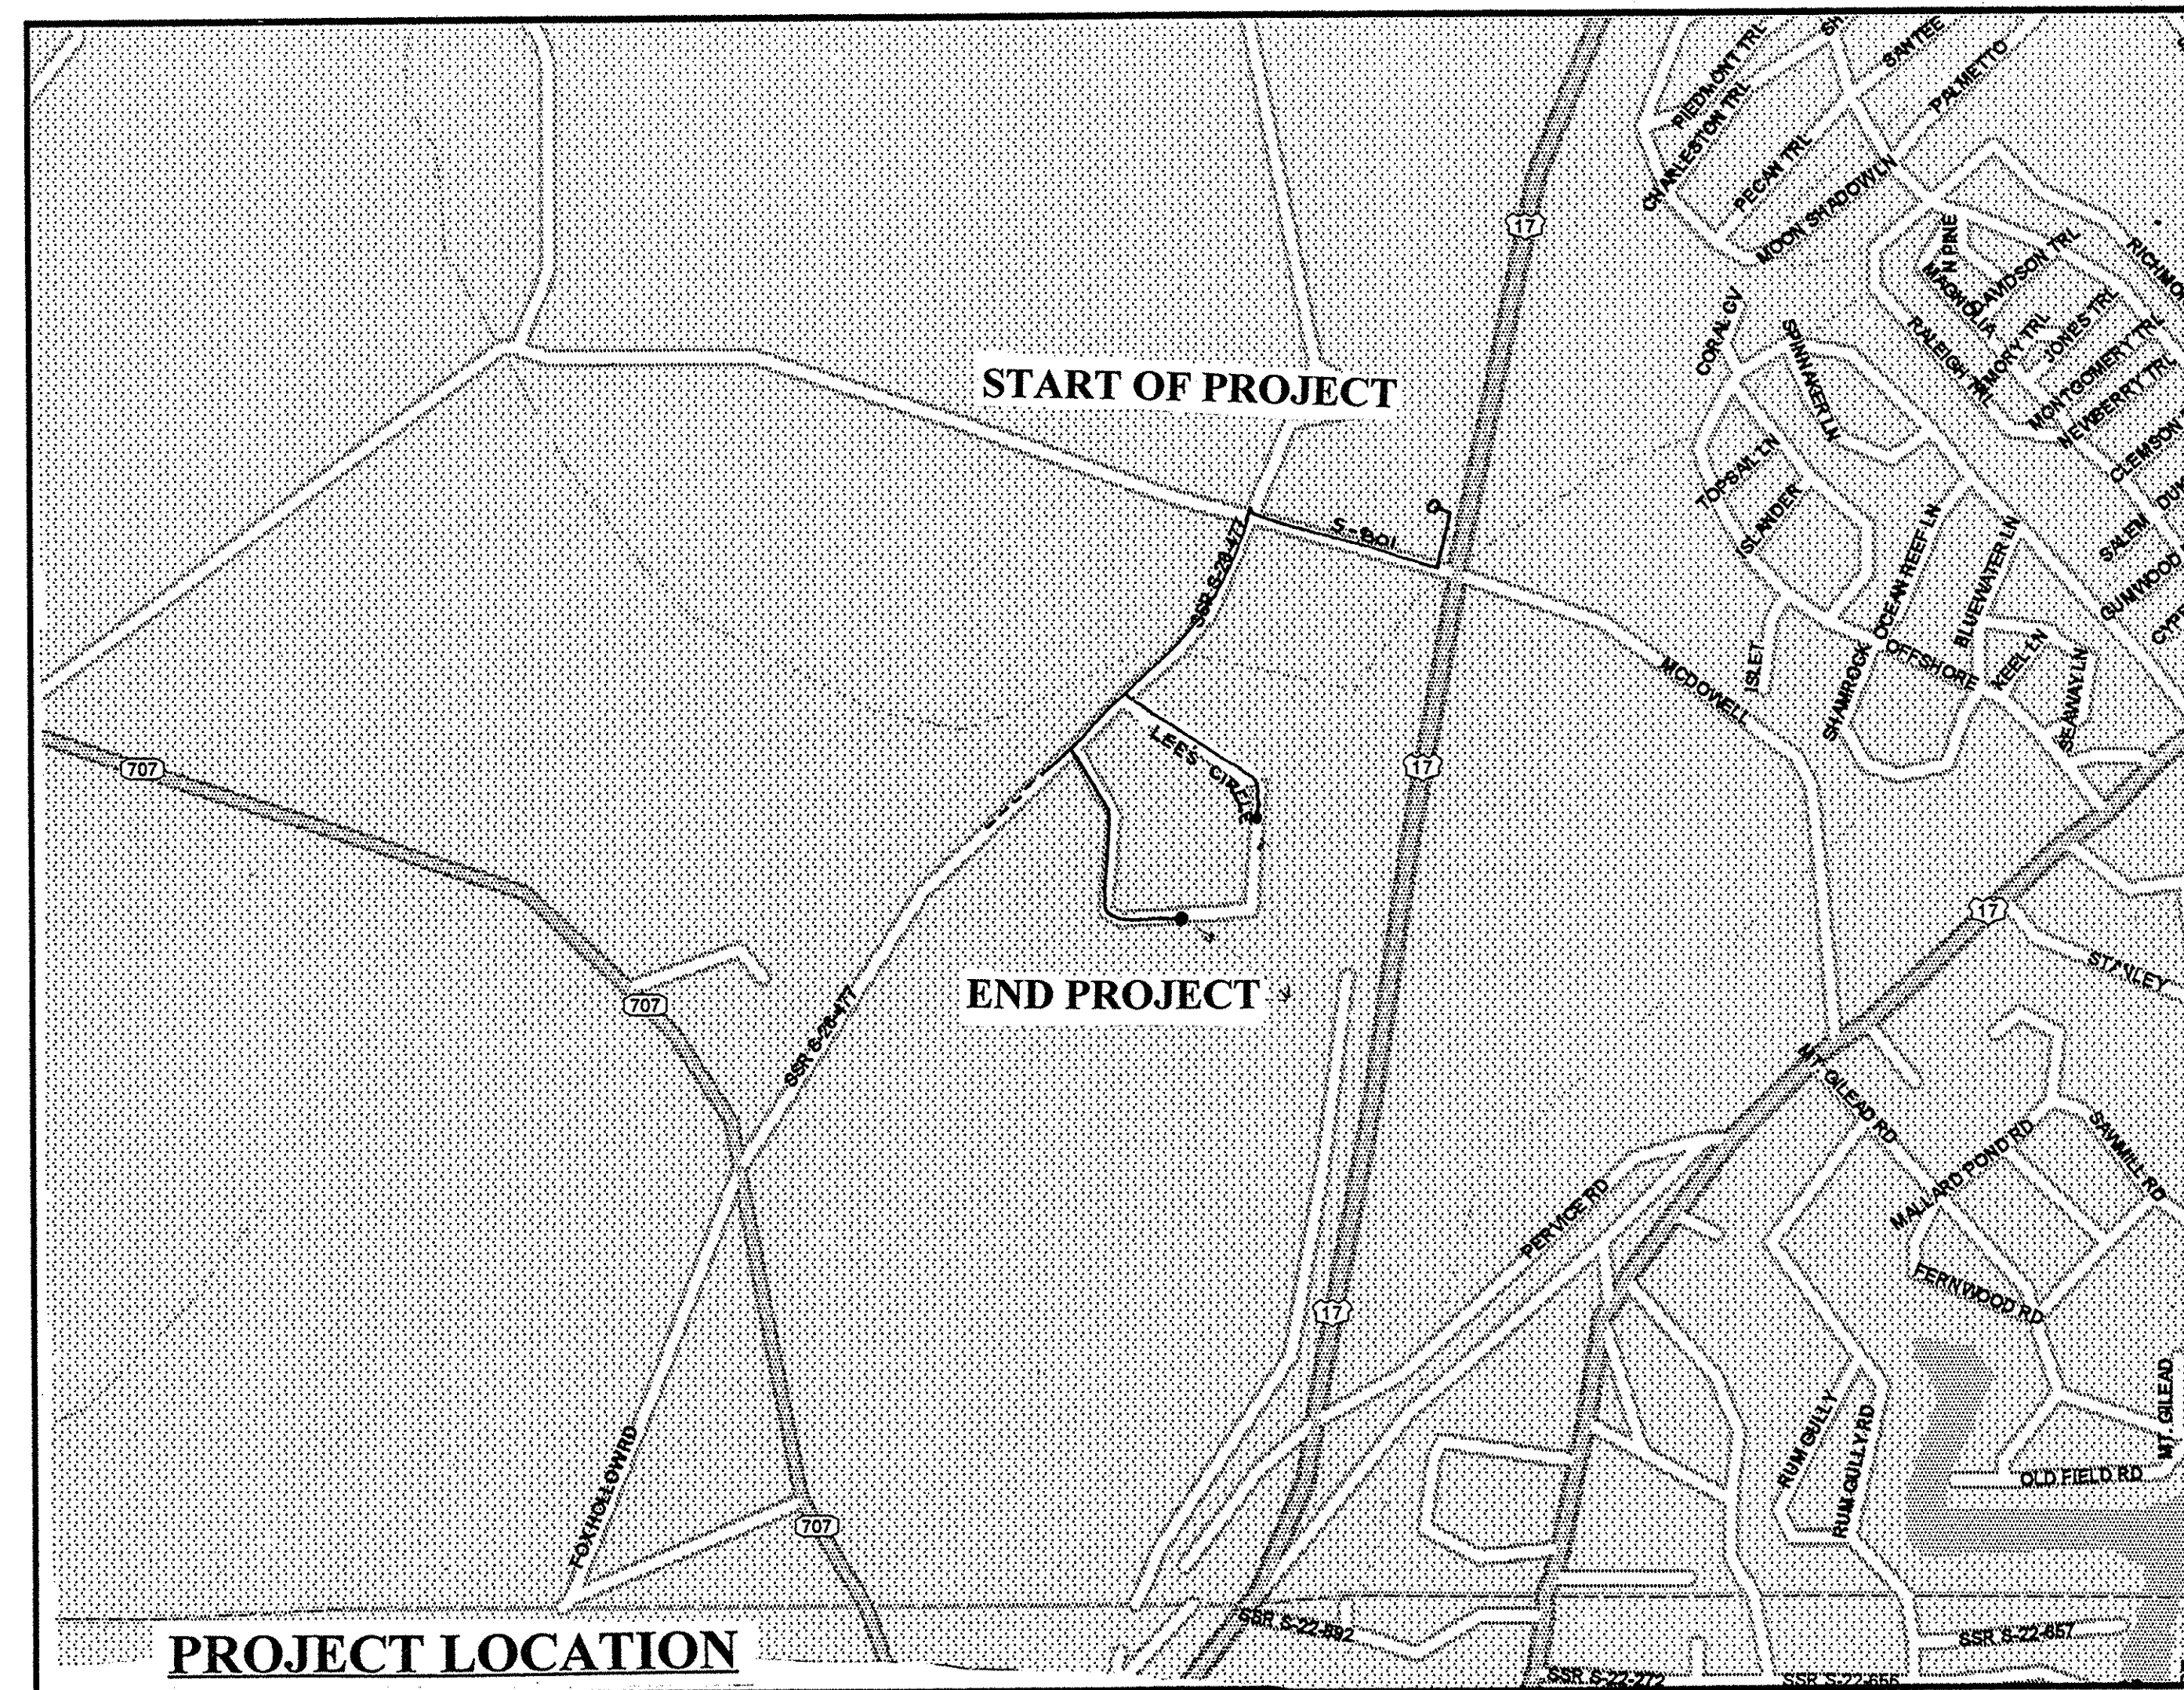 PIEDMONT TRL
CHARLESTON TRL
SANTEE
PALMETTO
PECAN TRL
MOON SHADOW LN
17
N PINE
MAGNOLIA
DAVIDSON TRL
JONES TRL
MONTGOMERY TRL
NEWBERRY TRL
RALEIGH TRL
CLEMSON
SALEM
GUMWOOD
CORAL CV
SPINNAKER LN
START OF PROJECT
TOPSAIL LN
ISLANDER
S-801
SSR S-26-477
OCEAN REEF LN
BLUEWATER LN
ISLET
SHAMROCK
OFFSHORE
KEEL LN
SEAWAY LN
MCDOWELL
LEE'S CIRCLE
707
17
17
STANLEY
END PROJECT
707
SSR S-26-477
MT. GILEAD RD
MALLARD POND RD
SAWMILL RD
PERVICE RD
FERNWOOD RD
17
MT. GILEAD
RUM GULLY
RUM GULLY RD
OLD FIELD RD
FOXHOLLOW RD
707
SSR S-22-892
SSR S-22-657
PROJECT LOCATION
SSR S-22-272
SSR S-22-656